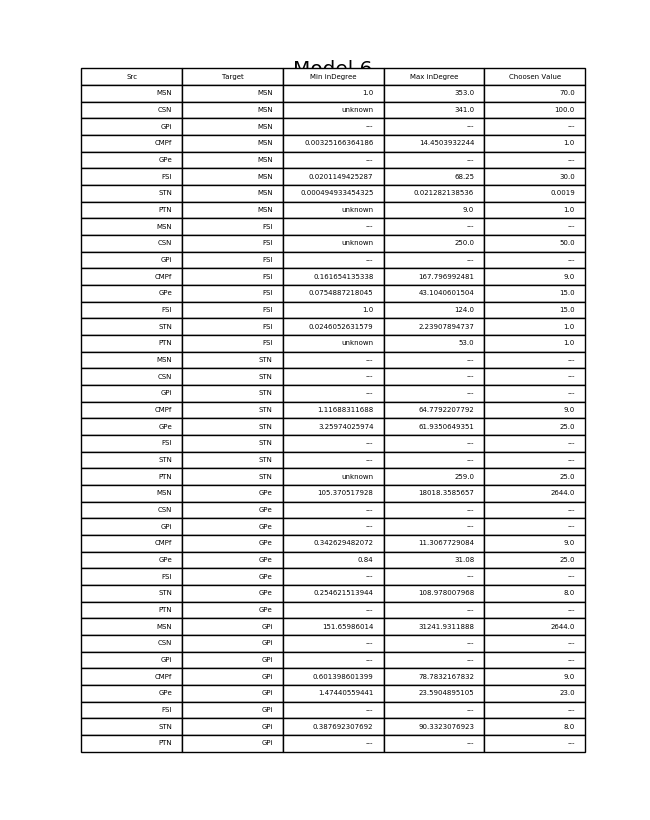 Model 6
Src Target Min inDegree Max inDegree Choosen Value
MSN MSN 1.0 353.0 70.0
CSN MSN unknown 341.0 100.0
GPi MSN --- --- ---
CMPf MSN 0.00325166364186 14.4503932244 1.0
GPe MSN --- --- ---
FSI MSN 0.0201149425287 68.25 30.0
STN MSN 0.000494933454325 0.021282138536 0.0019
PTN MSN unknown 9.0 1.0
MSN FSI --- --- ---
CSN FSI unknown 250.0 50.0
GPi FSI --- --- ---
CMPf FSI 0.161654135338 167.796992481 9.0
GPe FSI 0.0754887218045 43.1040601504 15.0
FSI FSI 1.0 124.0 15.0
STN FSI 0.0246052631579 2.23907894737 1.0
PTN FSI unknown 53.0 1.0
MSN STN --- --- ---
CSN STN --- --- ---
GPi STN --- --- ---
CMPf STN 1.11688311688 64.7792207792 9.0
GPe STN 3.25974025974 61.9350649351 25.0
FSI STN --- --- ---
STN STN --- --- ---
PTN STN unknown 259.0 25.0
MSN GPe 105.370517928 18018.3585657 2644.0
CSN GPe --- --- ---
GPi GPe --- --- ---
CMPf GPe 0.342629482072 11.3067729084 9.0
GPe GPe 0.84 31.08 25.0
FSI GPe --- --- ---
STN GPe 0.254621513944 108.978007968 8.0
PTN GPe --- --- ---
MSN GPi 151.65986014 31241.9311888 2644.0
CSN GPi --- --- ---
GPi GPi --- --- ---
CMPf GPi 0.601398601399 78.7832167832 9.0
GPe GPi 1.47440559441 23.5904895105 23.0
FSI GPi --- --- ---
STN GPi 0.387692307692 90.3323076923 8.0
PTN GPi --- --- ---